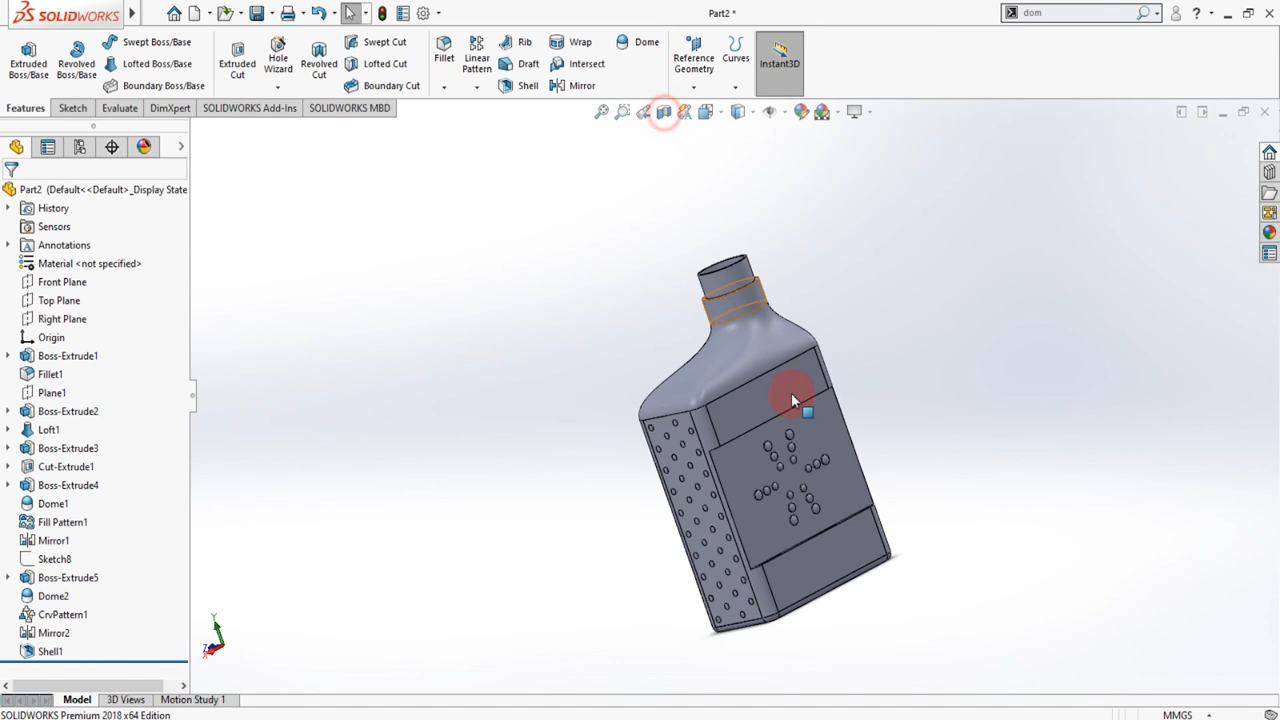 SOLIDWORKS
Part2 *
dom
Extruded Boss/Base
Revolved Boss/Base
Swept Boss/Base
Lofted Boss/Base
Boundary Boss/Base
Extruded Cut
Hole Wizard
Revolved Cut
Swept Cut
Lofted Cut
Boundary Cut
Fillet
Linear Pattern
Rib
Draft
Shell
Wrap
Intersect
Mirror
Dome
Reference Geometry
Curves
Instant3D
Features
Sketch
Evaluate
DimXpert
SOLIDWORKS Add-Ins
SOLIDWORKS MBD
Part2 (Default<<Default>_Display State
History
Sensors
Annotations
Material <not specified>
Front Plane
Top Plane
Right Plane
Origin
Boss-Extrude1
Fillet1
Plane1
Boss-Extrude2
Loft1
Boss-Extrude3
Cut-Extrude1
Boss-Extrude4
Dome1
Fill Pattern1
Mirror1
Sketch8
Boss-Extrude5
Dome2
CrvPattern1
Mirror2
Shell1
Y
Z
X
Model
3D Views
Motion Study 1
SOLIDWORKS Premium 2018 x64 Edition
MMGS